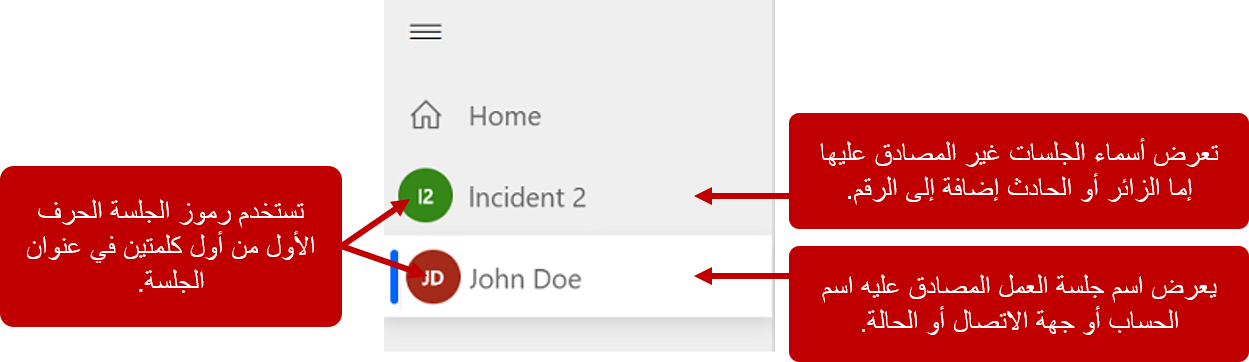 Home
I2
Incident 2
JD
John Doe
تعرض أسماء الجلسات غير المصادق عليها
إما الزائر أو الحادث إضافة إلى الرقم.
يعرض اسم جلسة العمل المصادق عليه اسم
الحساب أو جهة الاتصال أو الحالة.
تستخدم رموز الجلسة الحرف
الأول من أول كلمتين في عنوان
الجلسة.